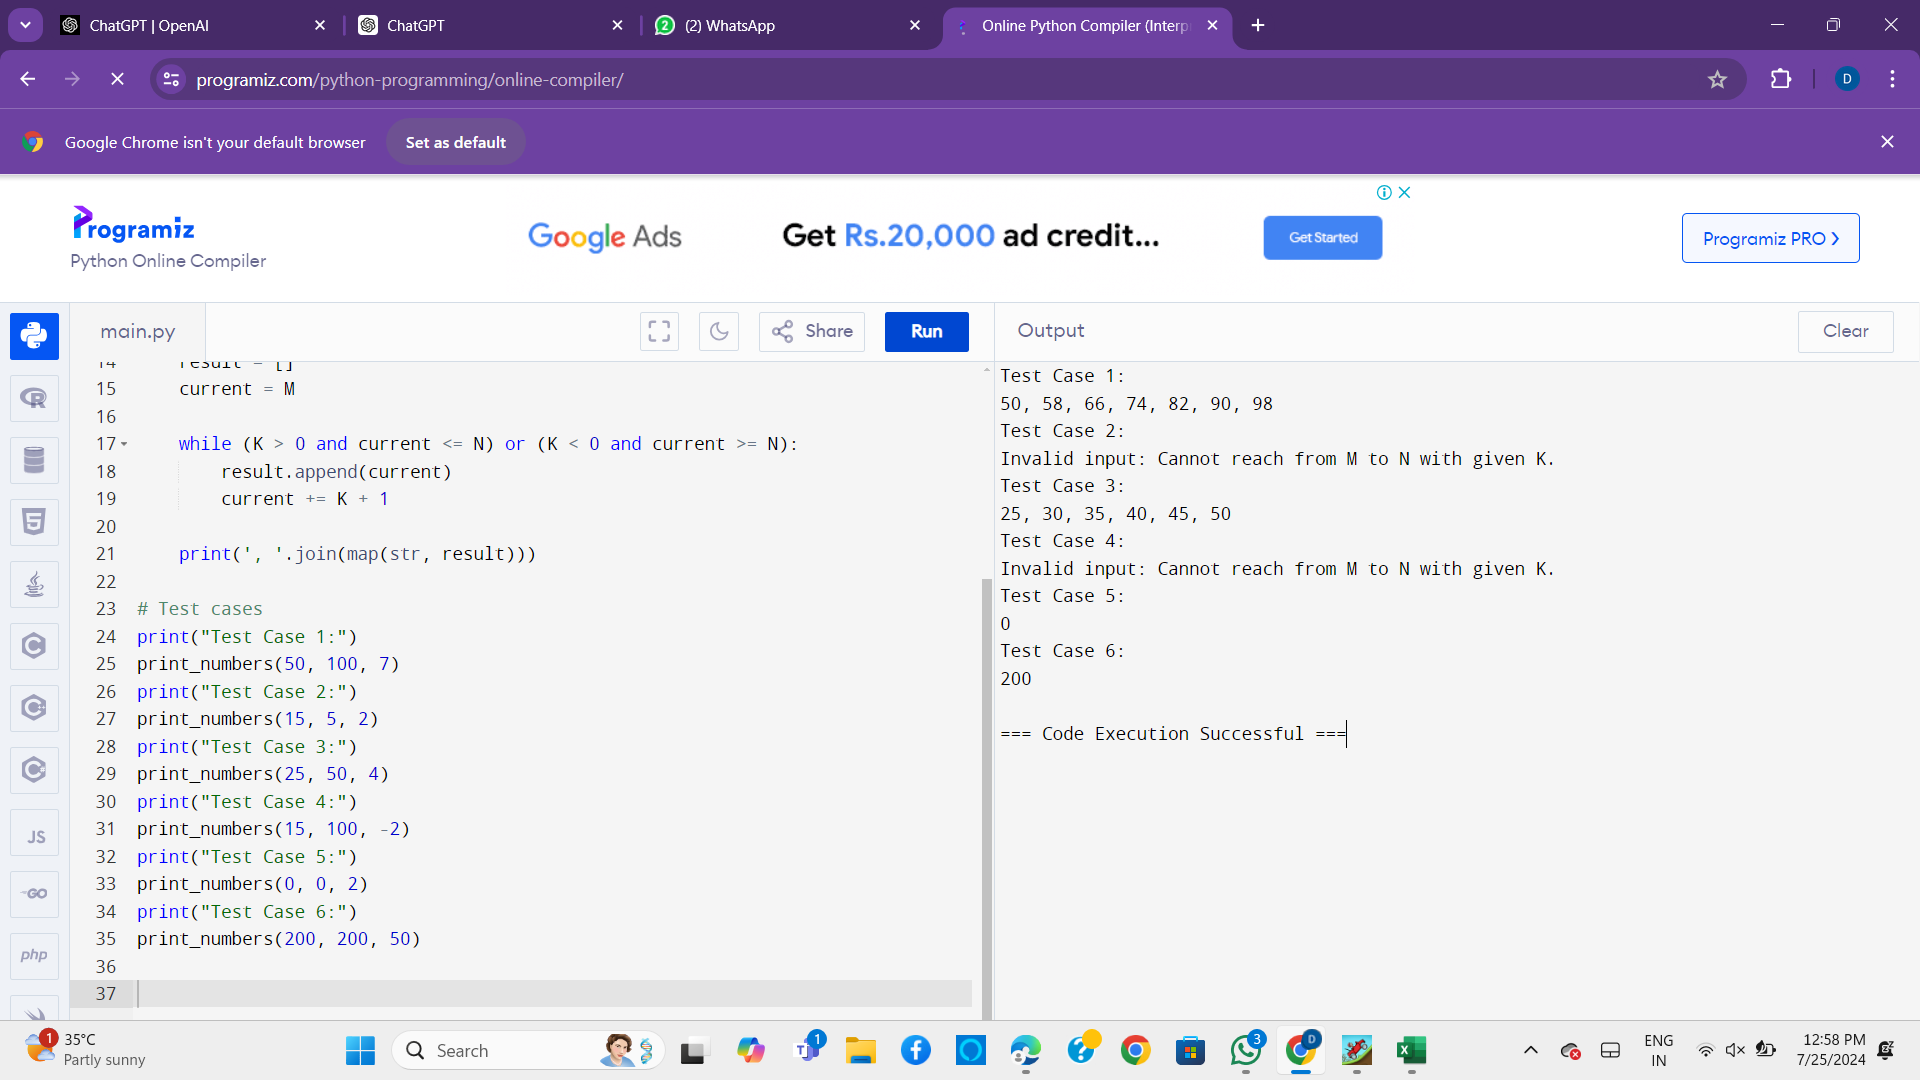 ChatGPT | OpenAI
ChatGPT
(2) WhatsApp
Online Python Compiler (Interp
programiz.com/python-programming/online-compiler/
D
Google Chrome isn't your default browser
Set as default
Programiz
Python Online Compiler
Google Ads
Get Rs.20,000 ad credit...
Get Started
Programiz PRO
main.py
Share
Run
Output
Clear
14 result = []
15 current = M
16
17 while (K > 0 and current <= N) or (K < 0 and current >= N):
18 result.append(current)
19 current += K + 1
20
21 print(', '.join(map(str, result)))
22
23 # Test cases
24 print("Test Case 1:")
25 print_numbers(50, 100, 7)
26 print("Test Case 2:")
27 print_numbers(15, 5, 2)
28 print("Test Case 3:")
29 print_numbers(25, 50, 4)
30 print("Test Case 4:")
31 print_numbers(15, 100, -2)
32 print("Test Case 5:")
33 print_numbers(0, 0, 2)
34 print("Test Case 6:")
35 print_numbers(200, 200, 50)
36
37
Test Case 1:
50, 58, 66, 74, 82, 90, 98
Test Case 2:
Invalid input: Cannot reach from M to N with given K.
Test Case 3:
25, 30, 35, 40, 45, 50
Test Case 4:
Invalid input: Cannot reach from M to N with given K.
Test Case 5:
0
Test Case 6:
200
=== Code Execution Successful ===
R
5
C
C
C
JS
GO
php
1
35°C
Partly sunny
Search
1
3
D
ENG
IN
12:58 PM
7/25/2024